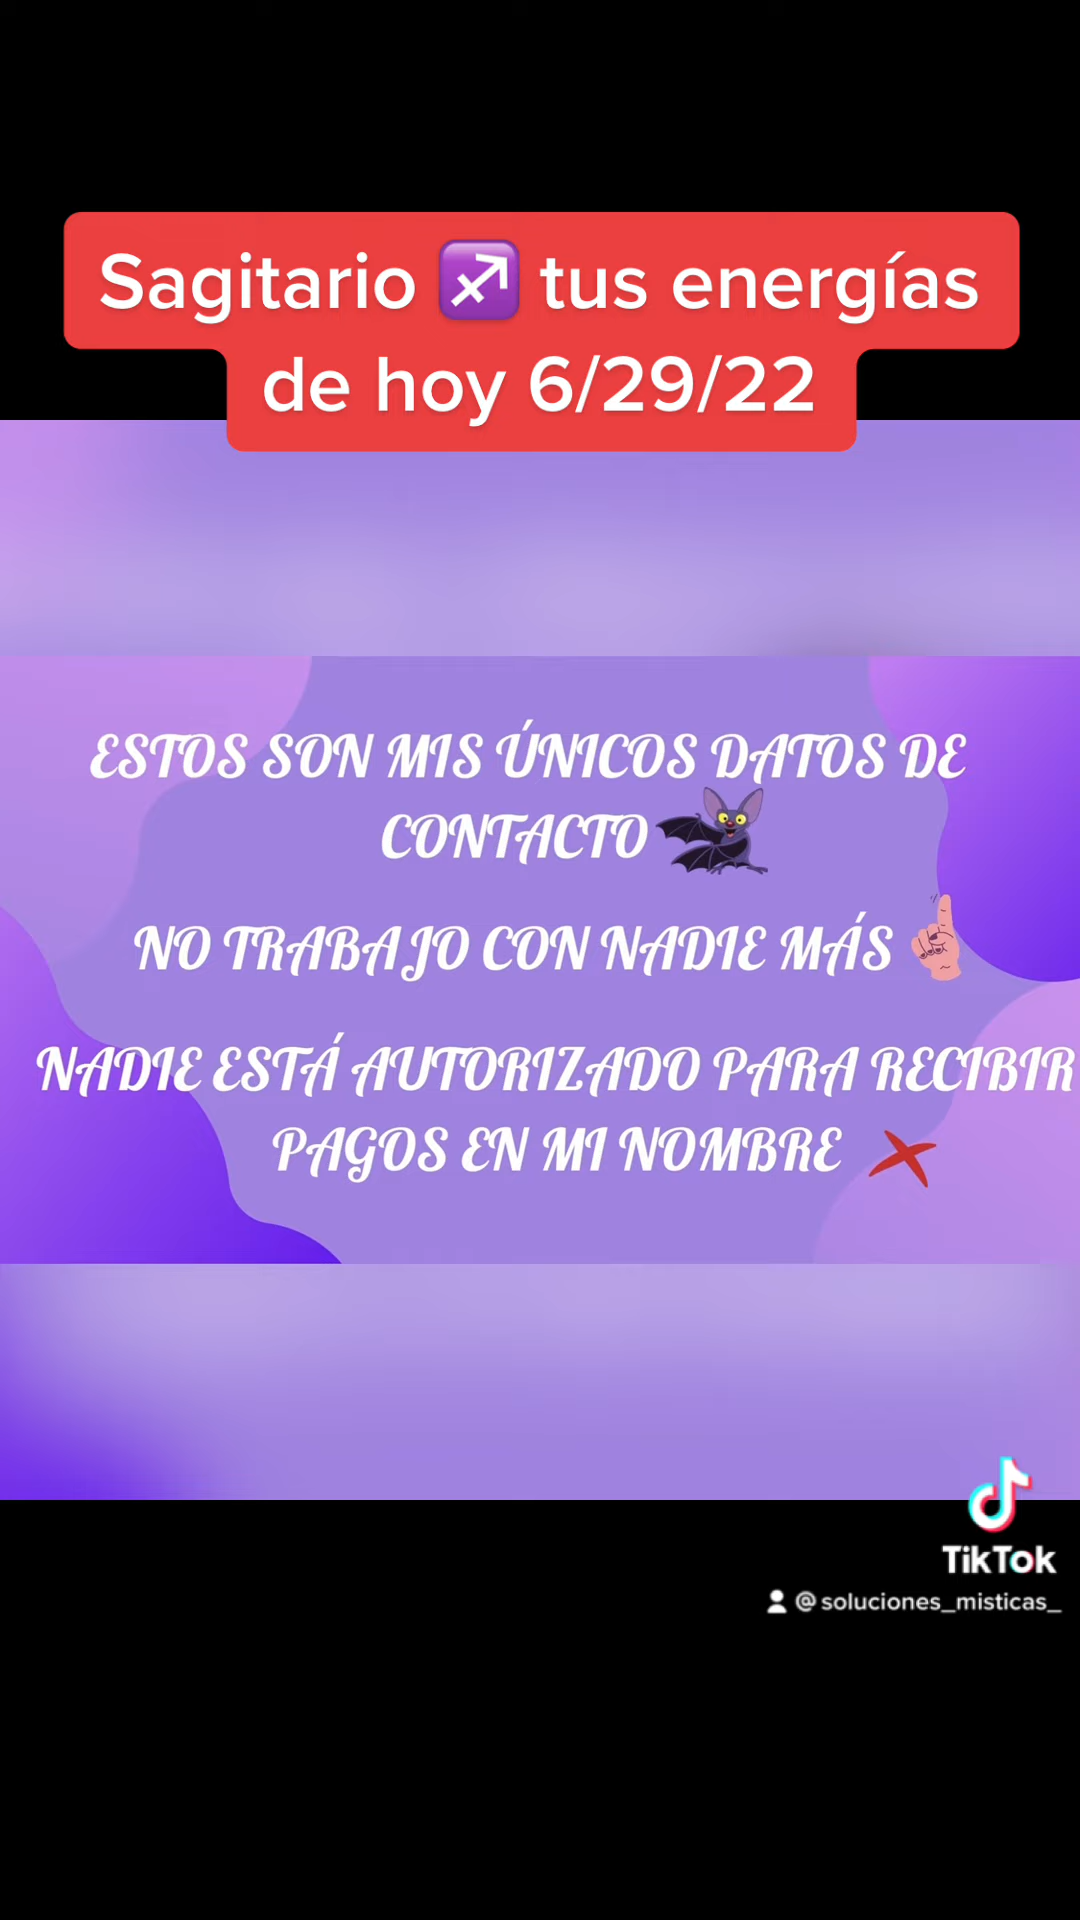 Sagitario ♐ tus energías
de hoy 6/29/22
ESTOS SON MIS ÚNICOS DATOS DE
CONTACTO
NO TRABAJO CON NADIE MÁS
NADIE ESTÁ AUTORIZADO PARA RECIBIR
PAGOS EN MI NOMBRE
TikTok
@soluciones_misticas_